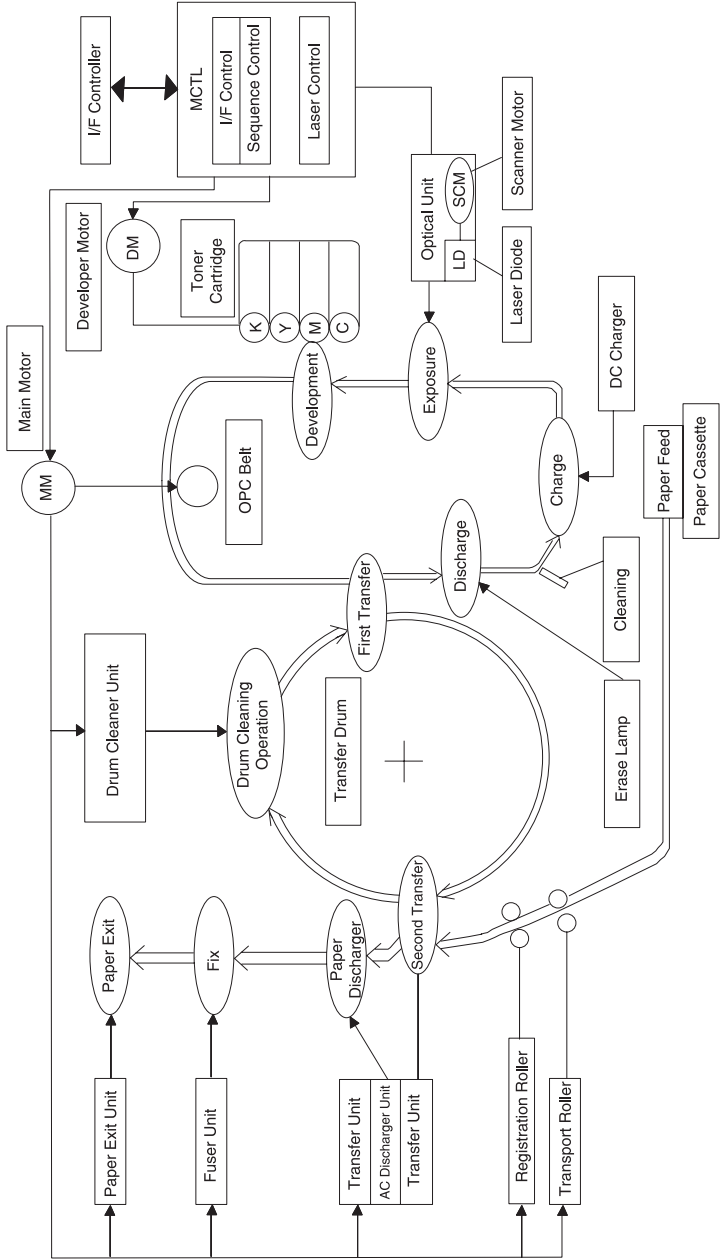 I/F Controller
MCTL
I/F Control
Sequence Control
Laser Control
Main Motor
Developer Motor
MM
DM
Toner
Cartridge
K
Y
M
C
Optical Unit
LD
SCM
Scanner Motor
Laser Diode
OPC Belt
Development
Exposure
Charge
DC Charger
Discharge
First Transfer
Cleaning
Erase Lamp
Paper Feed
Paper Cassette
Drum Cleaner Unit
Drum Cleaning
Operation
Transfer Drum
Second Transfer
Paper
Discharger
Fix
Paper Exit
Paper Exit Unit
Fuser Unit
Transfer Unit
AC Discharger Unit
Transfer Unit
Registration Roller
Transport Roller